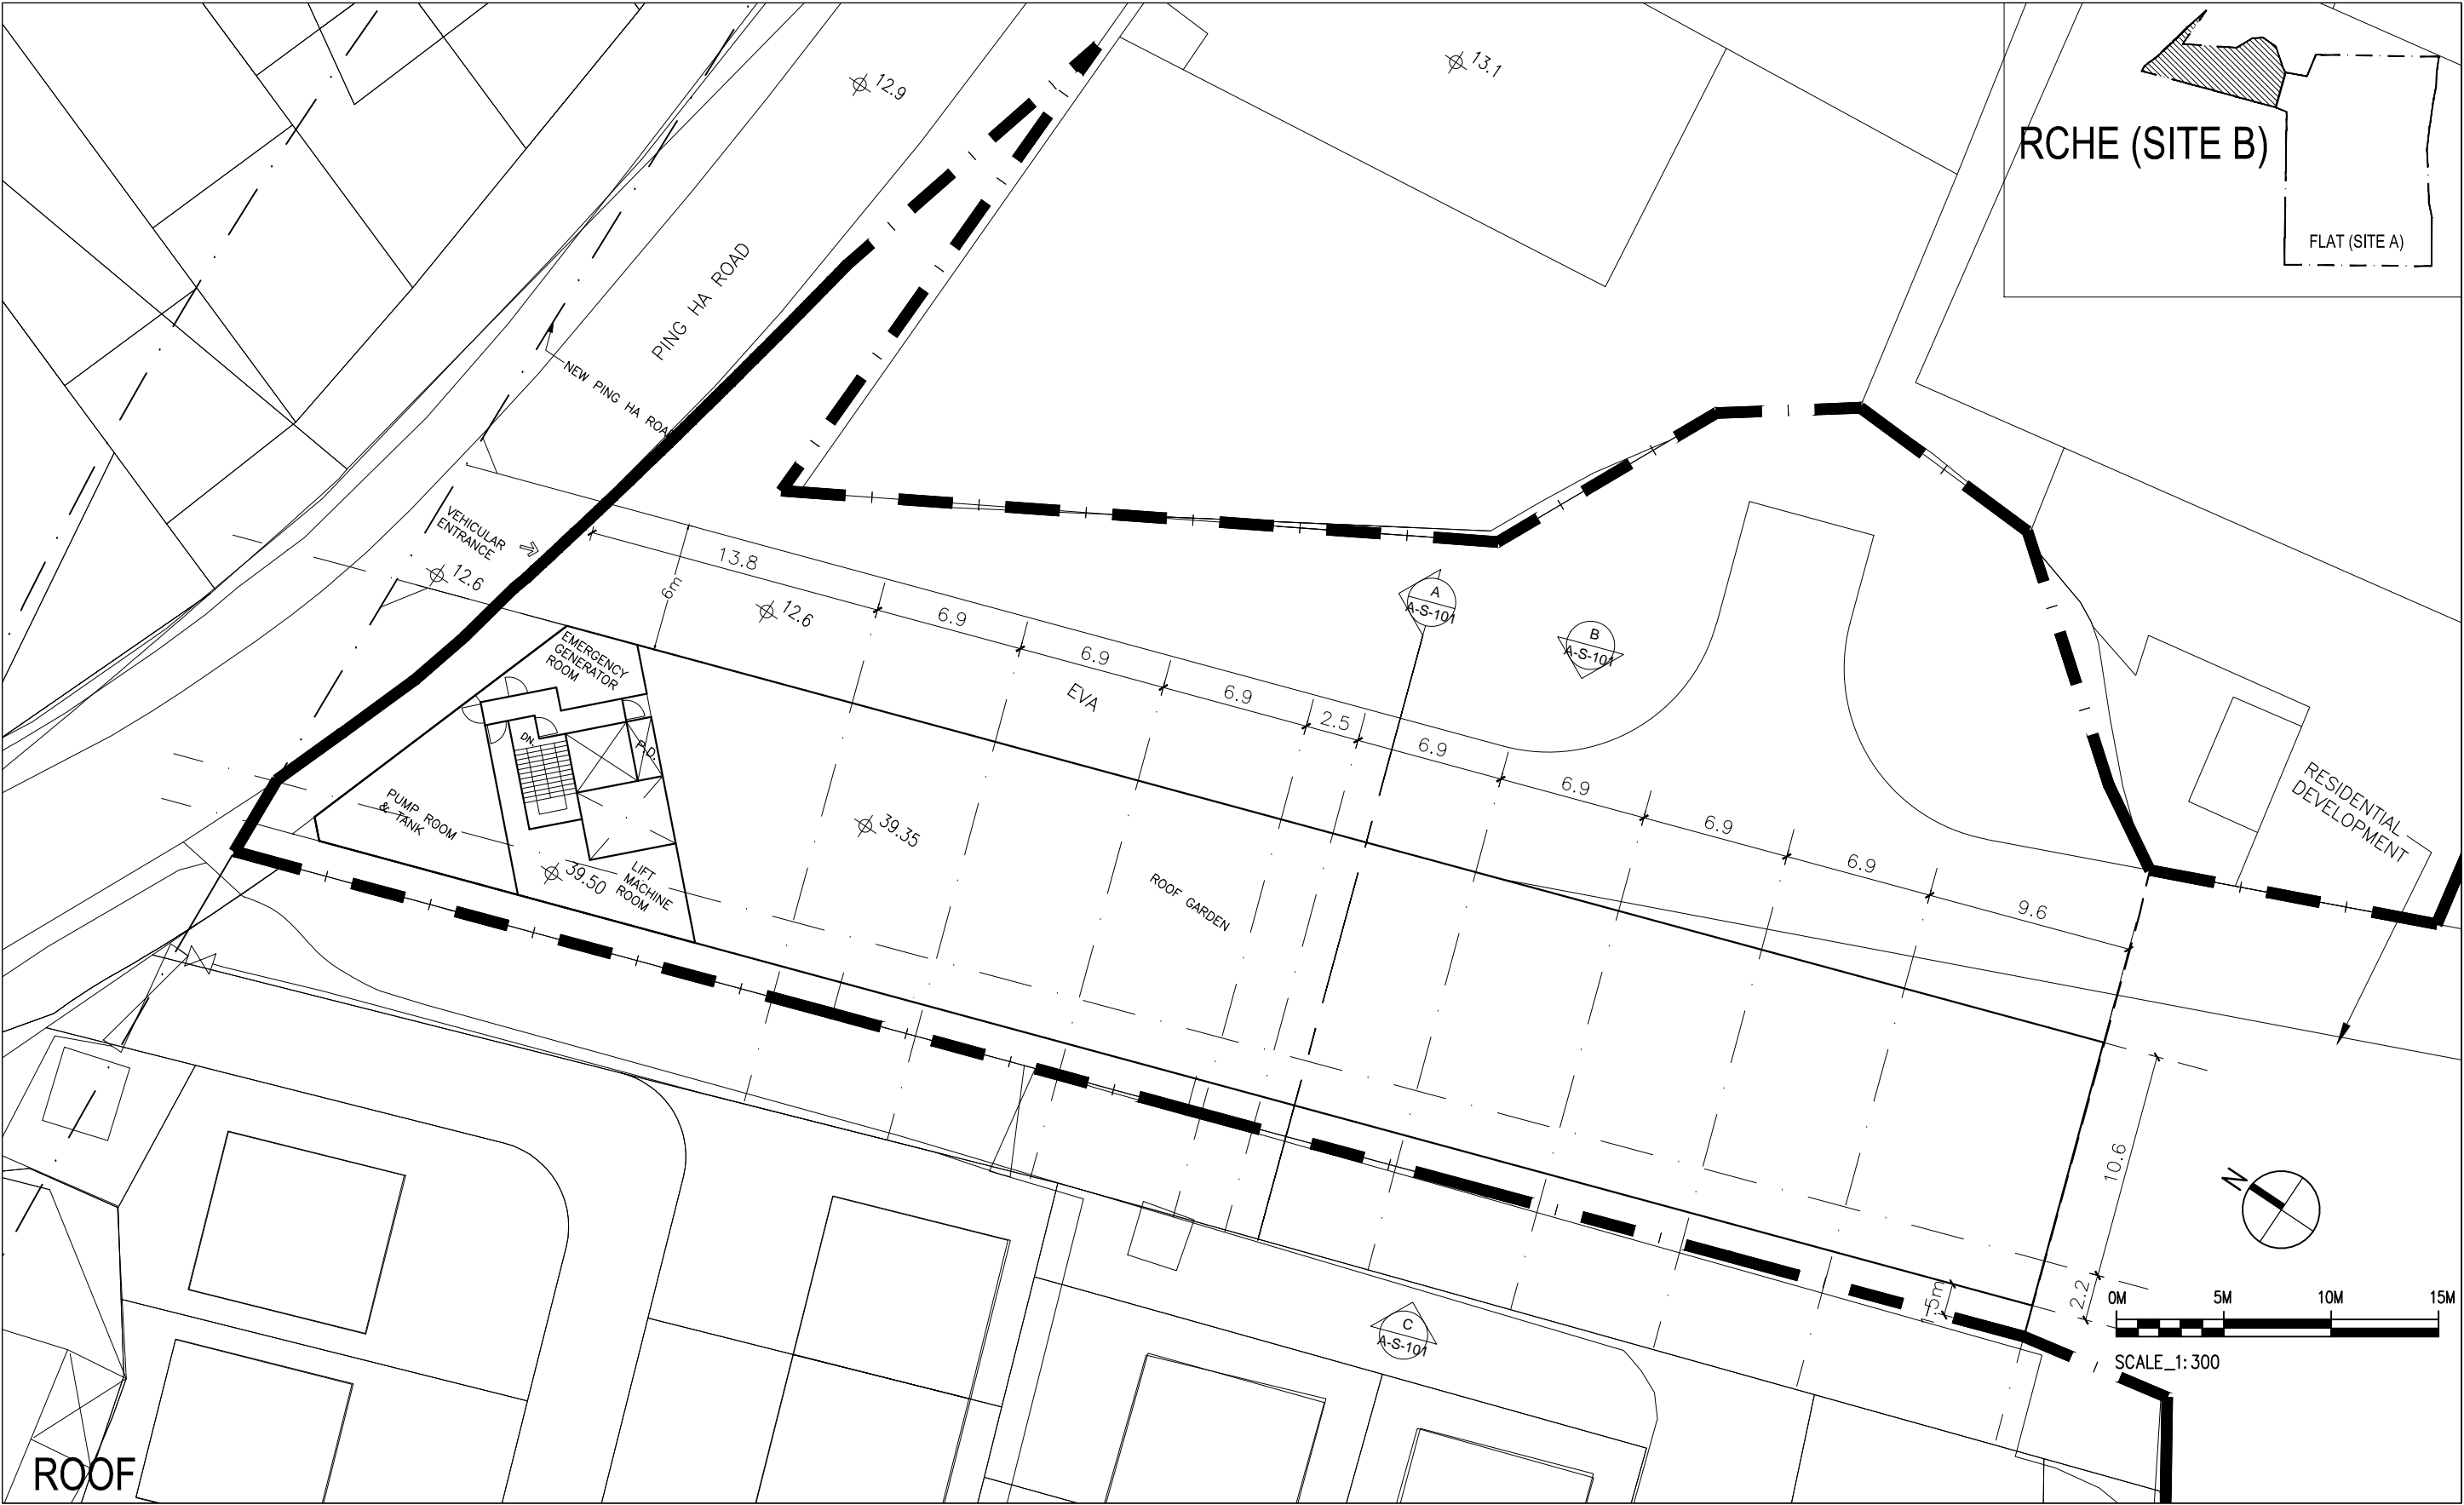 12.9
13.1
RCHE (SITE B)
FLAT (SITE A)
PING HA ROAD
NEW PING HA ROAD
VEHICULAR
ENTRANCE
12.6
13.8
6m
12.6
6.9
6.9
6.9
2.5
6.9
6.9
6.9
6.9
9.6
EVA
A
A-S-101
B
A-S-101
EMERGENCY
GENERATOR
ROOM
DN.
P.D.
PUMP ROOM
& TANK
39.35
39.50
LIFT
MACHINE
ROOM
ROOF GARDEN
RESIDENTIAL
DEVELOPMENT
10.6
2.2
1.5m
N
0M 5M 10M 15M
SCALE_1:300
C
A-S-101
ROOF